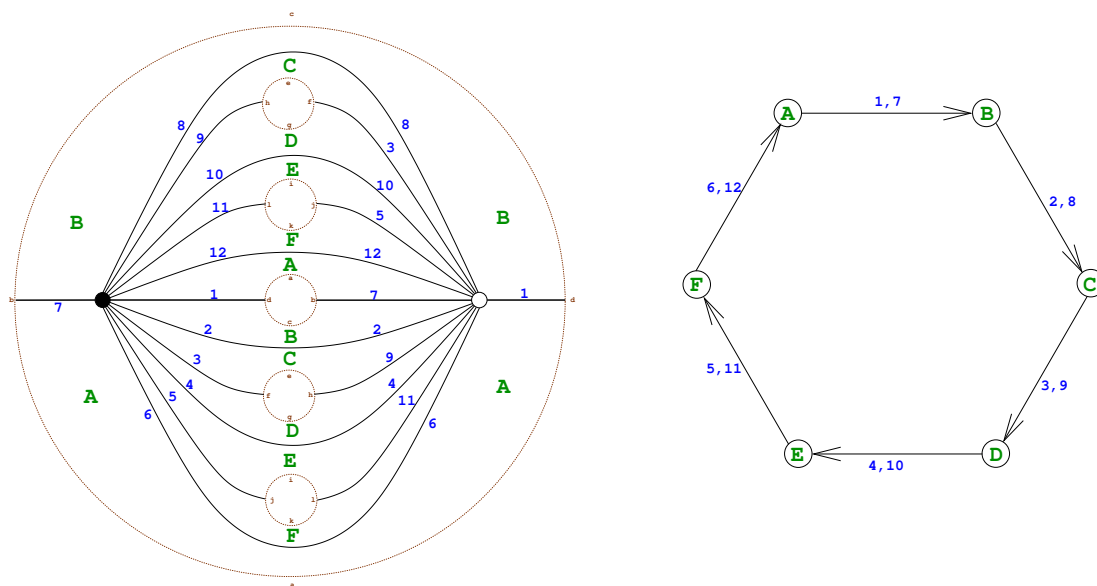 c
C
e
h f
g
8 8
9 3
D
E
10 10
i
l j
k
11 5
B B
F
12 12
A
a
b 7 1 d b 7 1 d
c
2 2
B
C
3 9
e
f h
g
4 4
A A
5 11
D
6 6
E
i
j l
k
F
a
A 1,7 B
6,12 2,8
F C
5,11 3,9
E 4,10 D